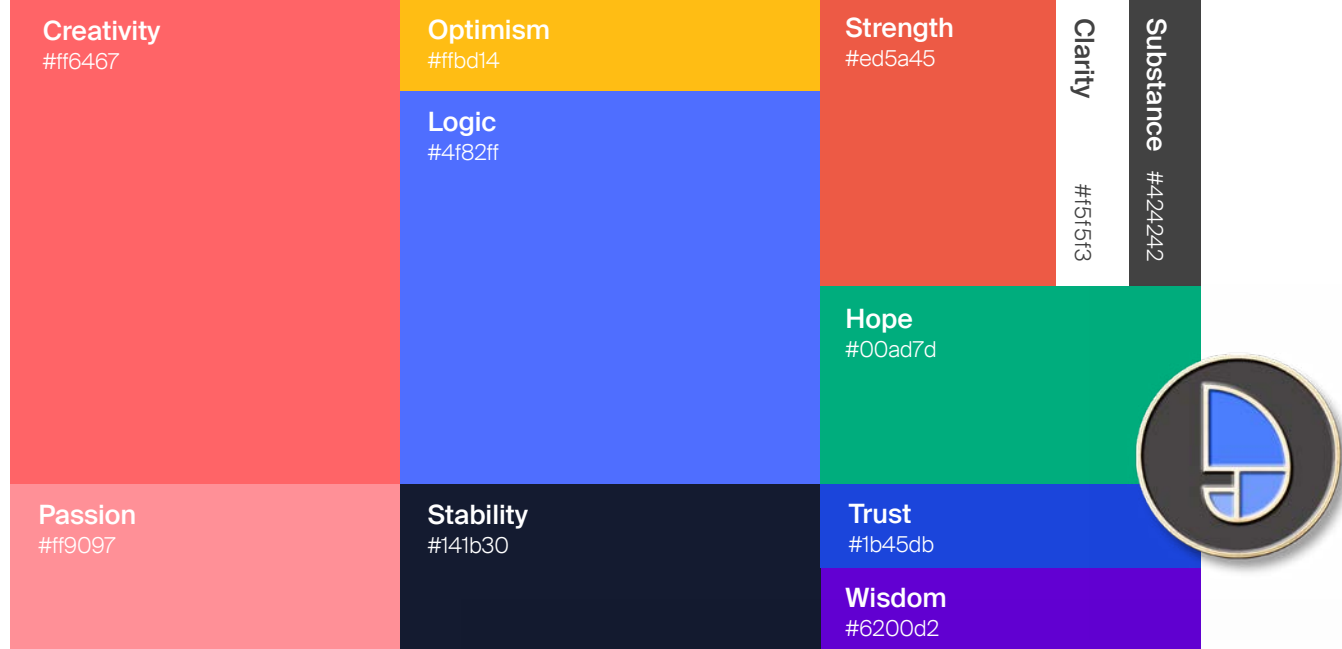 Creativity
#ff6467
Optimism
#ffbd14
Logic
#4f82ff
Strength
#ed5a45
Clarity
#f5f5f3
Substance
#424242
Hope
#00ad7d
Passion
#ff9097
Stability
#141b30
Trust
#1b45db
Wisdom
#6200d2